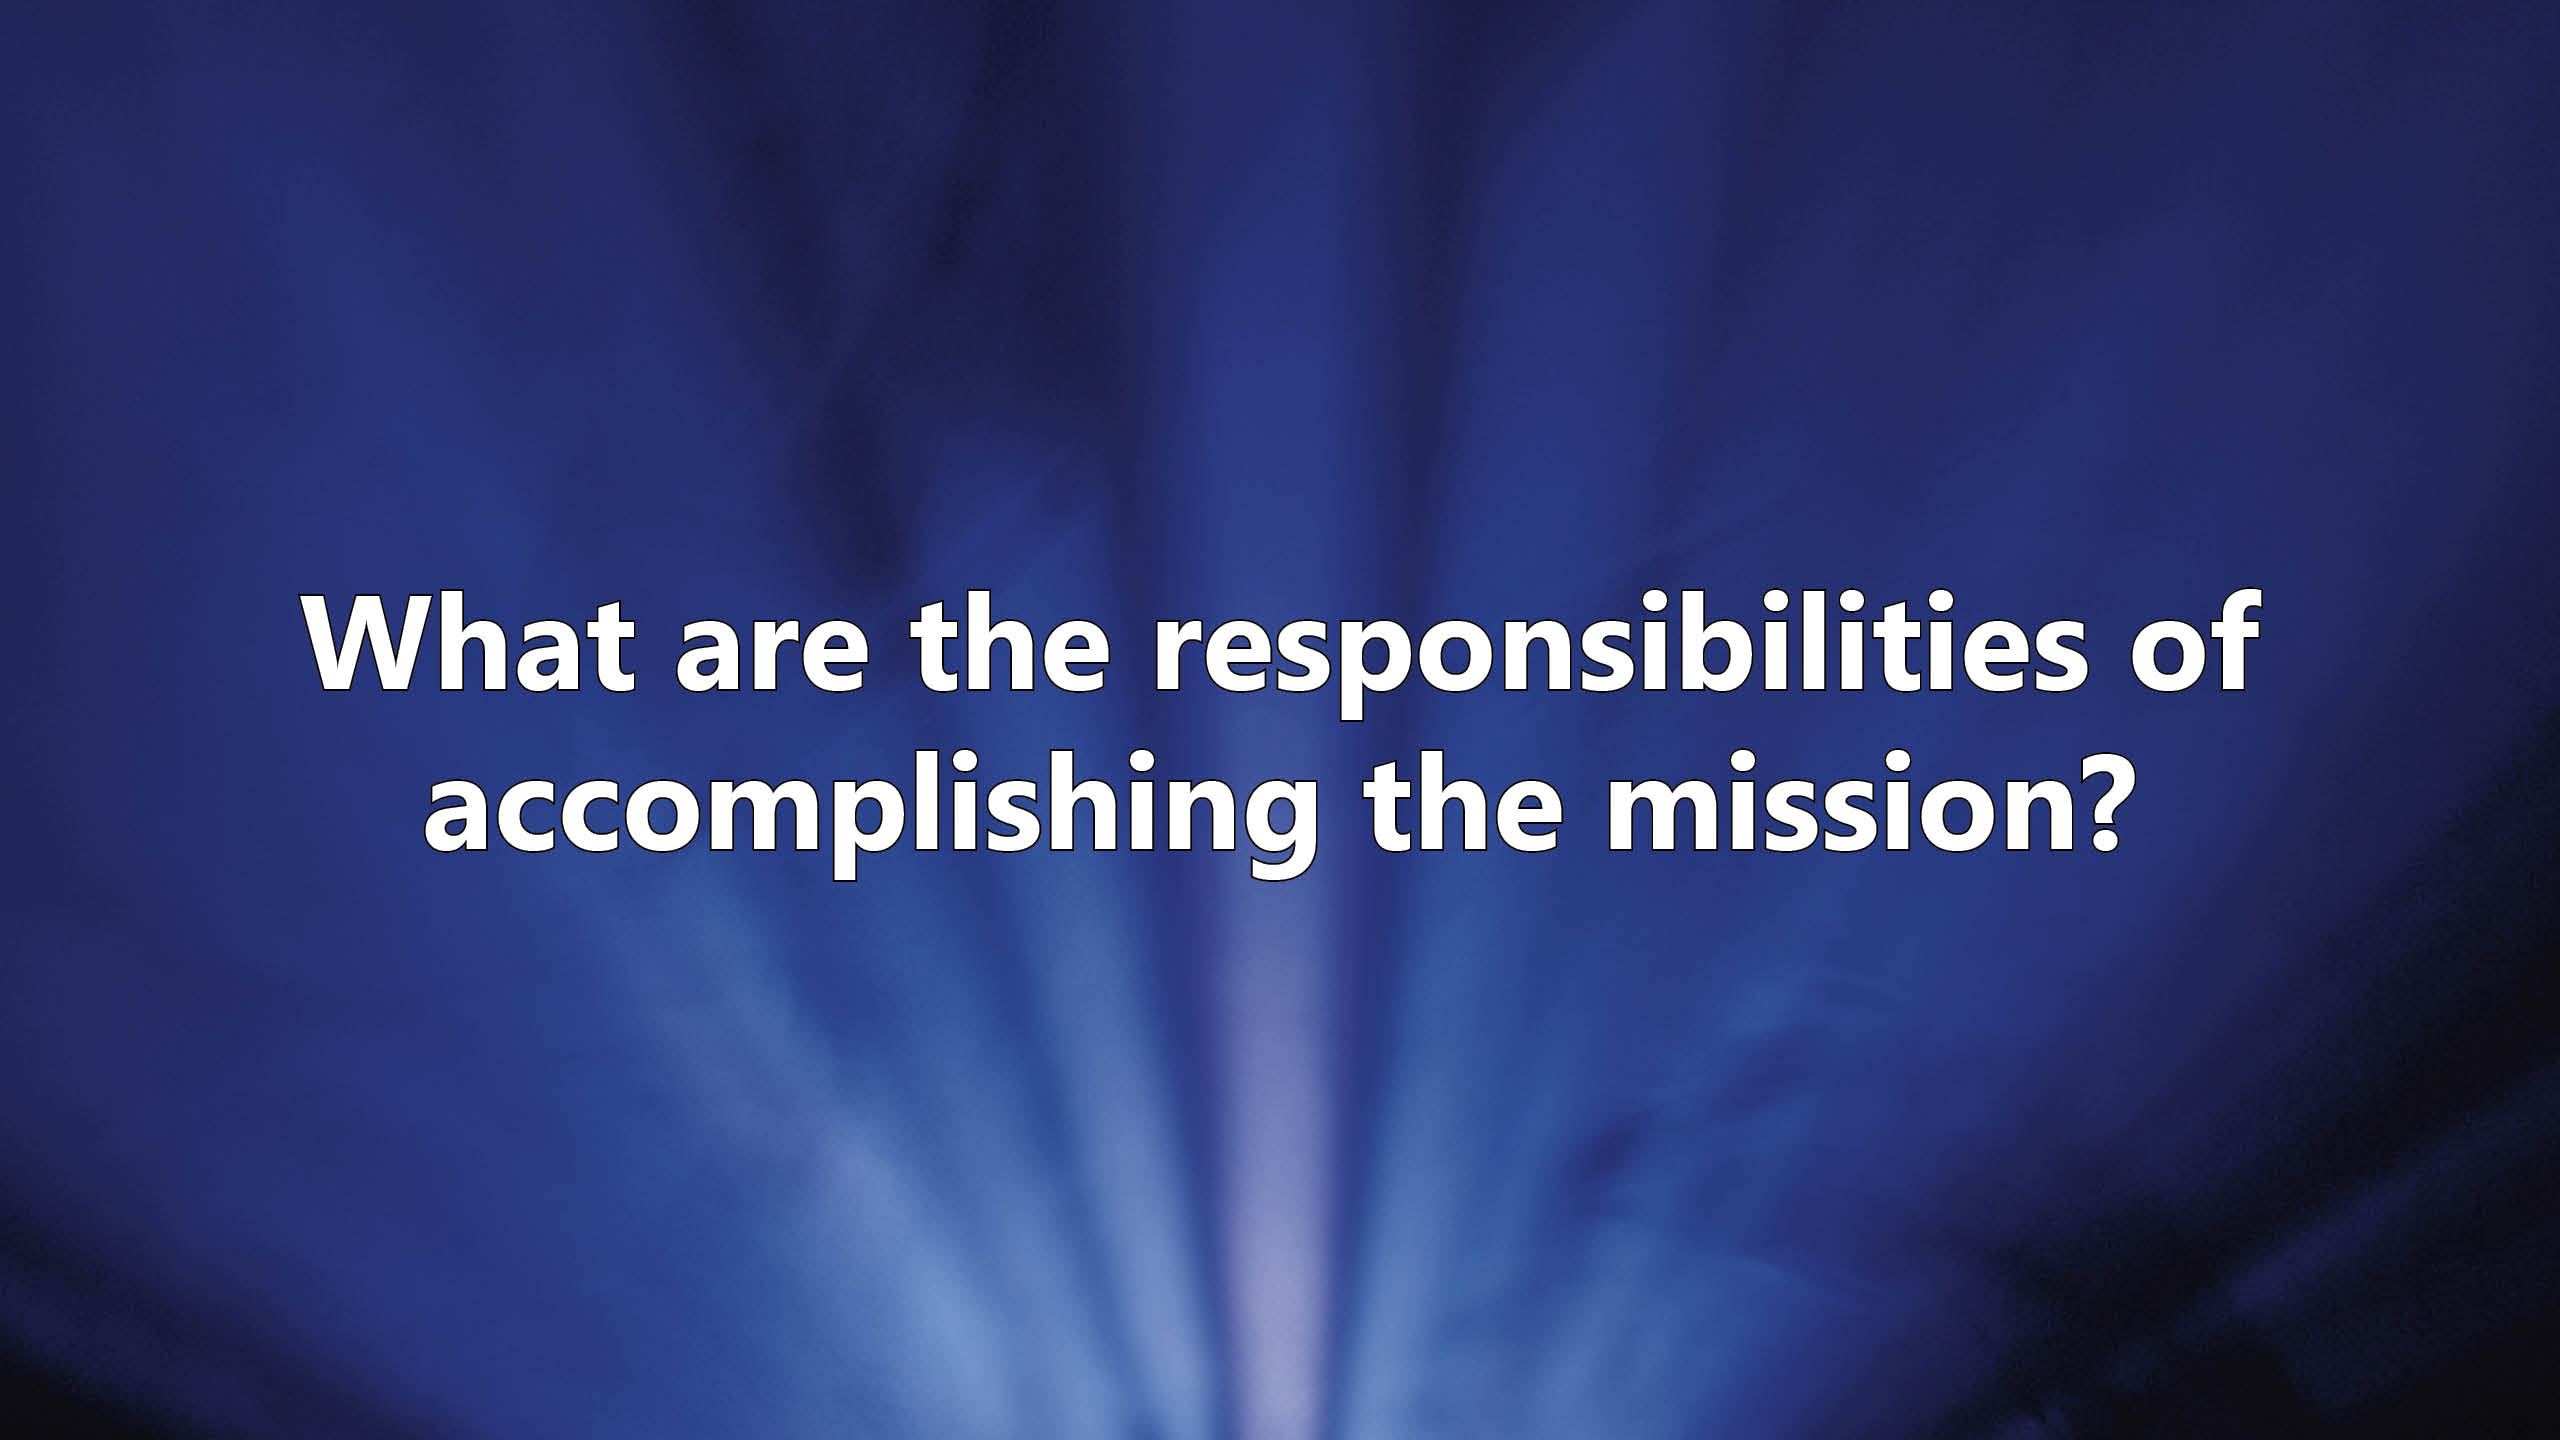 What are the responsibilities of
accomplishing the mission?